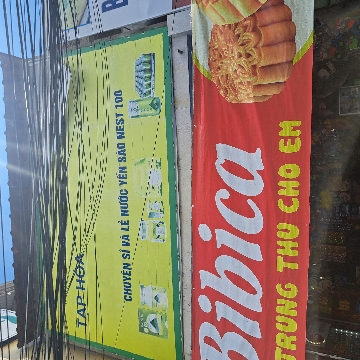 TẠP HÓA
CHUYÊN SỈ VÀ LẺ NƯỚC YẾN SÀO NEST 100
Bibica
TRUNG THU CHO EM